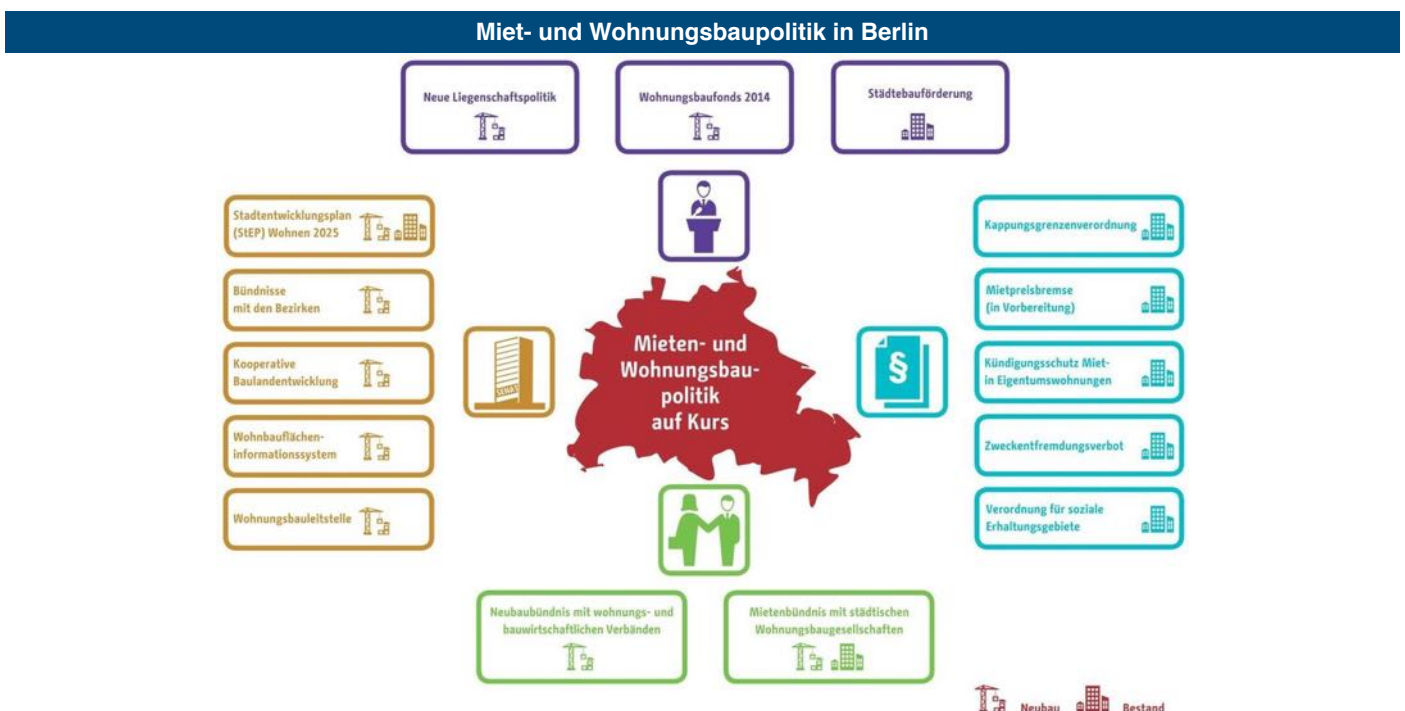 Miet- und Wohnungsbaupolitik in Berlin
Neue Liegenschaftspolitik
Wohnungsbaufonds 2014
Städtebauförderung
Stadtentwicklungsplan
(StEP) Wohnen 2025
Bündnisse
mit den Bezirken
Kooperative
Baulandentwicklung
Wohnbauflächen-
informationssystem
Wohnungsbauleitstelle
SENAT
Mieten- und
Wohnungsbau-
politik
auf Kurs
§
Kappungsgrenzenverordnung
Mietpreisbremse
(in Vorbereitung)
Kündigungsschutz Miet-
in Eigentumswohnungen
Zweckentfremdungsverbot
Verordnung für soziale
Erhaltungsgebiete
Neubaubündnis mit wohnungs- und
bauwirtschaftlichen Verbänden
Mietenbündnis mit städtischen
Wohnungsbaugesellschaften
Neubau
Bestand